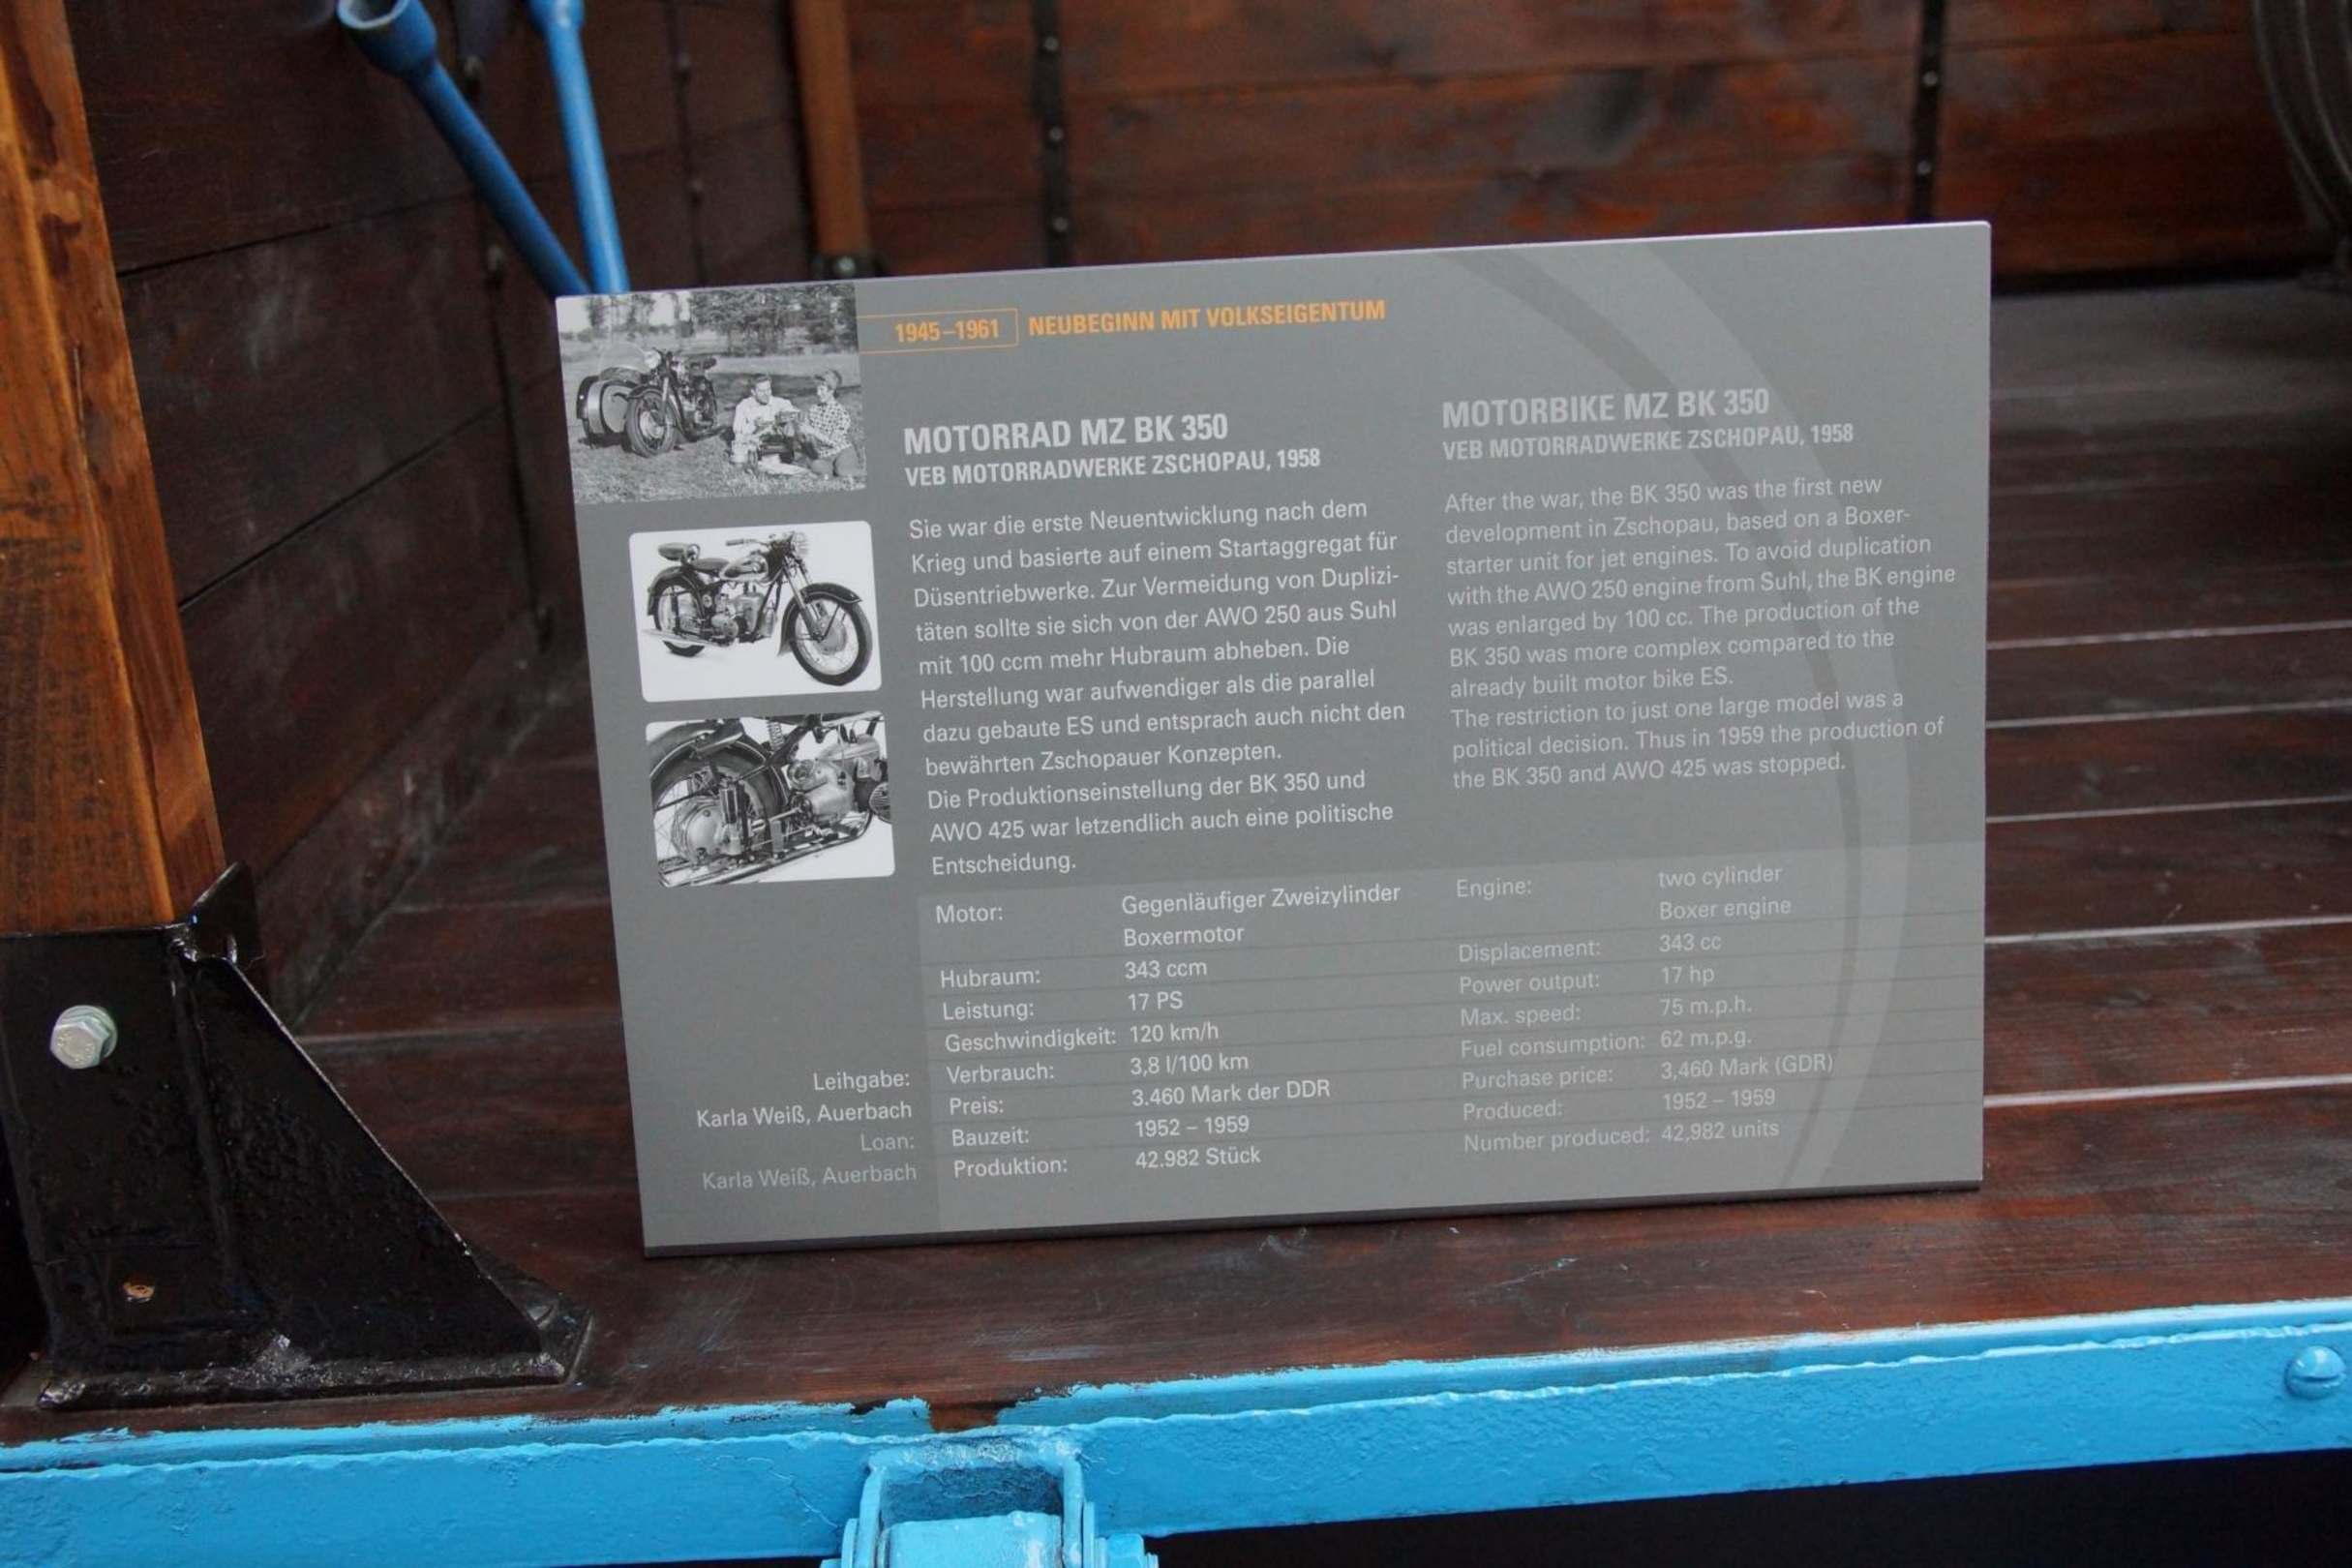 1945–1961 NEUBEGINN MIT VOLKSEIGENTUM
MOTORRAD MZ BK 350
VEB MOTORRADWERKE ZSCHOPAU, 1958
Sie war die erste Neuentwicklung nach dem
Krieg und basierte auf einem Startaggregat für
Düsentriebwerke. Zur Vermeidung von Duplizi-
täten sollte sie sich von der AWO 250 aus Suhl
mit 100 ccm mehr Hubraum abheben. Die
Herstellung war aufwendiger als die parallel
dazu gebaute ES und entsprach auch nicht den
bewährten Zschopauer Konzepten.
Die Produktionseinstellung der BK 350 und
AWO 425 war letzendlich auch eine politische
Entscheidung.
Motor: Gegenläufiger Zweizylinder
Boxermotor
Hubraum: 343 ccm
Leistung: 17 PS
Geschwindigkeit: 120 km/h
Verbrauch: 3,8 l/100 km
Preis: 3.460 Mark der DDR
Bauzeit: 1952 – 1959
Produktion: 42.982 Stück
MOTORBIKE MZ BK 350
VEB MOTORRADWERKE ZSCHOPAU, 1958
After the war, the BK 350 was the first new
development in Zschopau, based on a Boxer-
starter unit for jet engines. To avoid duplication
with the AWO 250 engine from Suhl, the BK engine
was enlarged by 100 cc. The production of the
BK 350 was more complex compared to the
already built motor bike ES.
The restriction to just one large model was a
political decision. Thus in 1959 the production of
the BK 350 and AWO 425 was stopped.
Engine: two cylinder
Boxer engine
Displacement: 343 cc
Power output: 17 hp
Max. speed: 75 m.p.h.
Fuel consumption: 62 m.p.g.
Purchase price: 3,460 Mark (GDR)
Produced: 1952 – 1959
Number produced: 42,982 units
Leihgabe:
Karla Weiß, Auerbach
Loan:
Karla Weiß, Auerbach